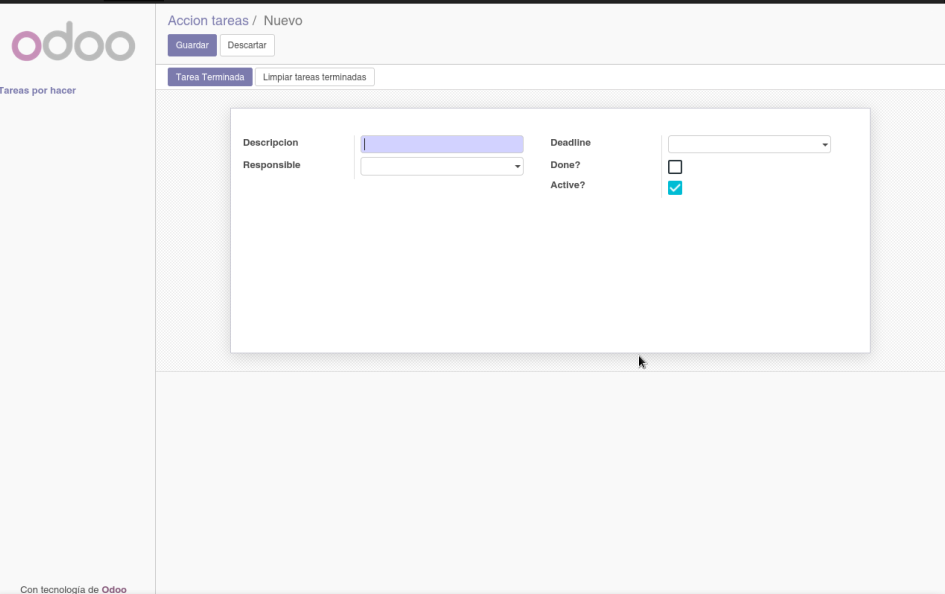 odoo
Tareas por hacer
Accion tareas / Nuevo
Guardar Descartar
Tarea Terminada Limpiar tareas terminadas
Descripcion
Responsible
Deadline
Done?
Active?
Con tecnología de Odoo